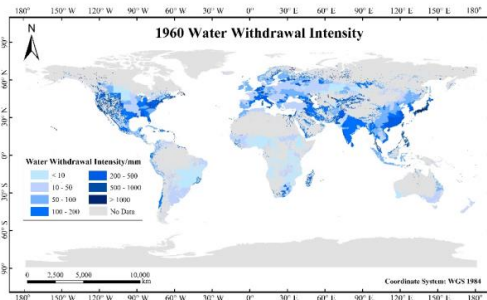 180° 150° W 120° W 90° W 60° W 30° W 0° 30° E 60° E 90° E 120° E 150° E 180°
N
1960 Water Withdrawal Intensity
90°
60° N
30° N
0°
30° S
60° S
90°
90°
60° N
30° N
0°
30° S
60° S
90°
Water Withdrawal Intensity/mm
< 10 200 - 500
10 - 50 500 - 1000
50 - 100 > 1000
100 - 200 No Data
0 2,500 5,000 10,000
km
Coordinate System: WGS 1984
180° 150° W 120° W 90° W 60° W 30° W 0° 30° E 60° E 90° E 120° E 150° E 180°